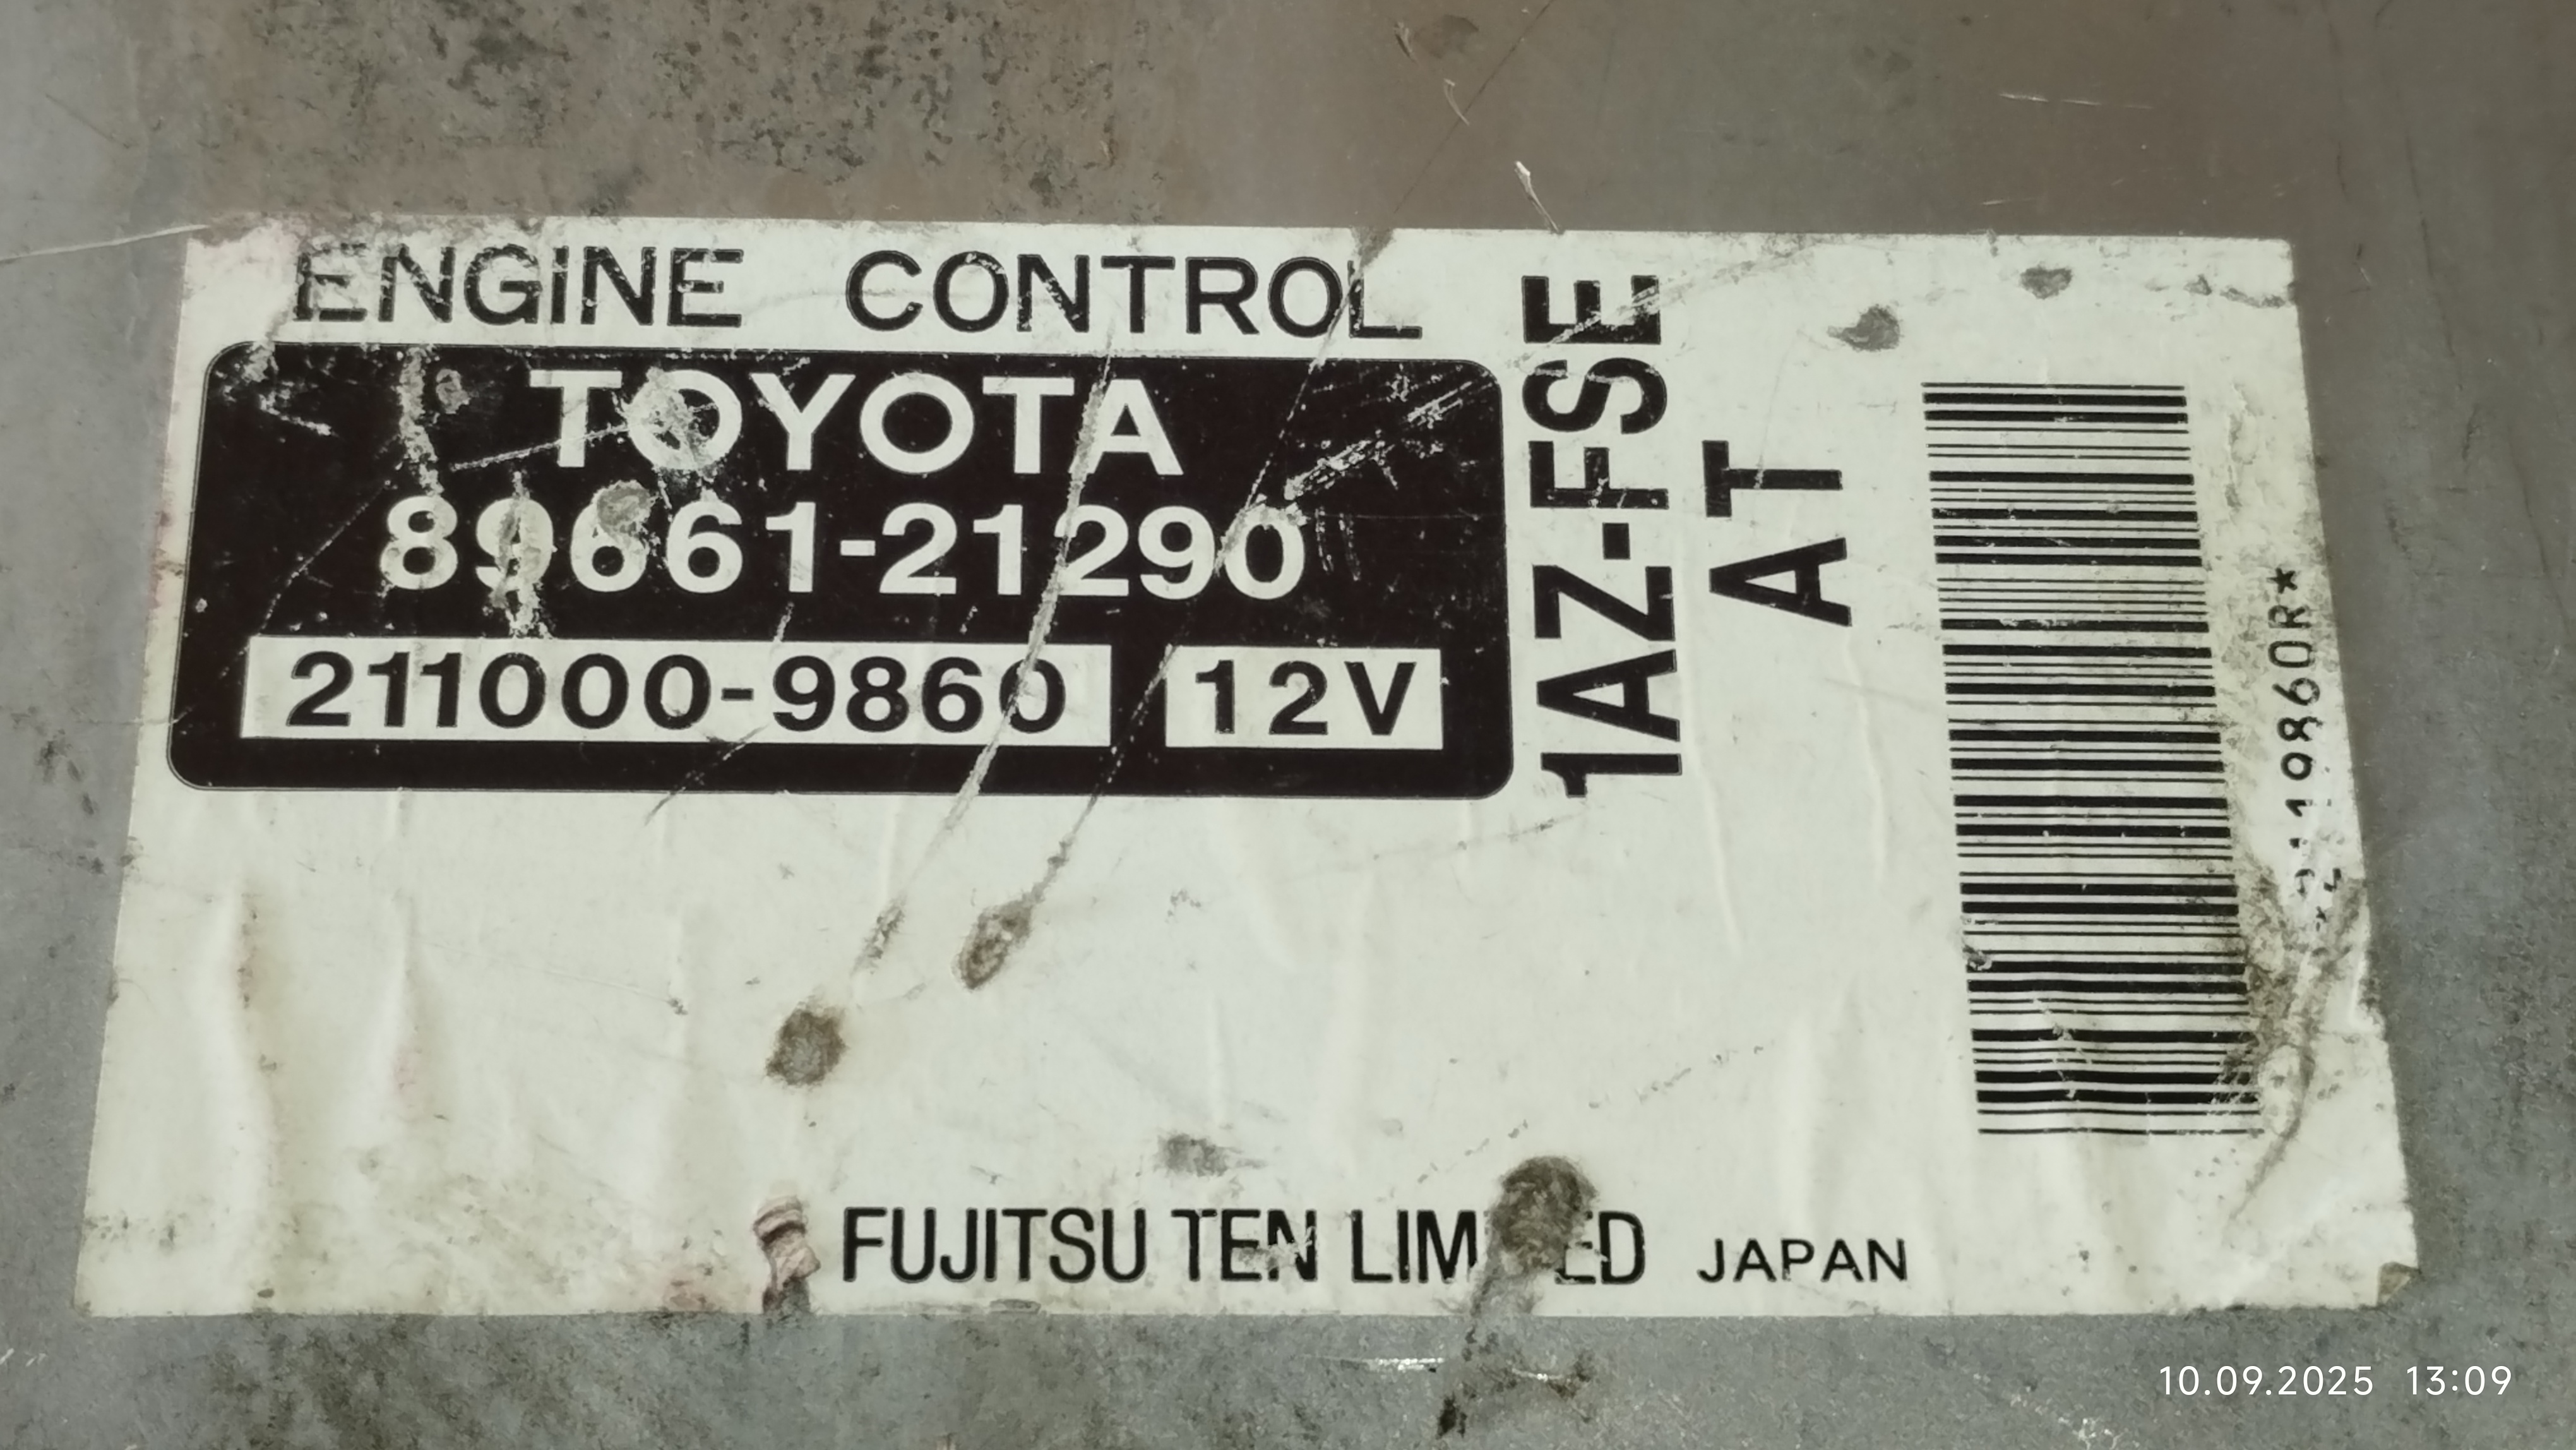 ENGINE CONTROL
TOYOTA
89661-21290
211000-9860 12V
1AZ-FSE
AT
FUJITSU TEN LIMITED JAPAN
10.09.2025 13:09